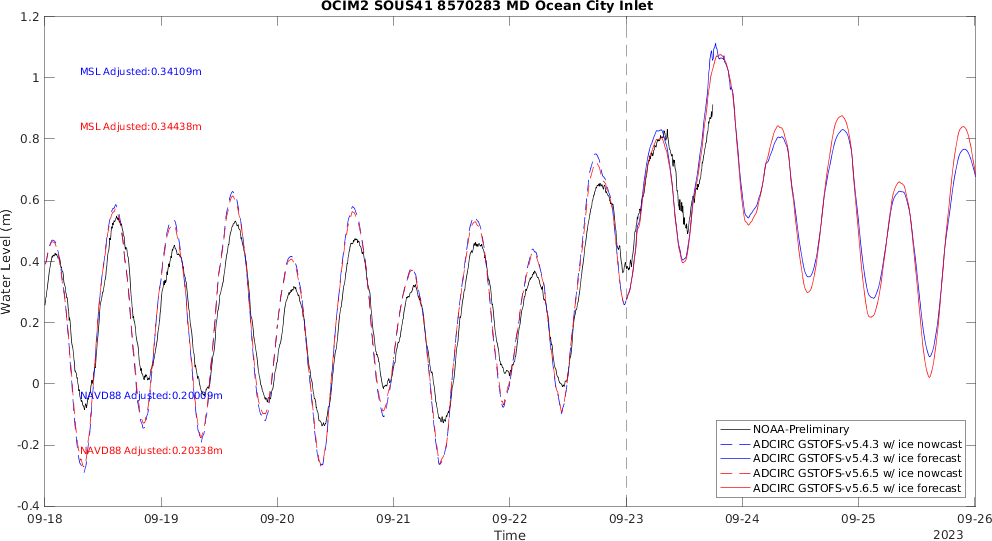 OCIM2 SOUS41 8570283 MD Ocean City Inlet
1.2
1
0.8
0.6
0.4
0.2
0
-0.2
-0.4
Water Level (m)
MSL Adjusted:0.34109m
MSL Adjusted:0.34438m
NAVD88 Adjusted:0.20009m
NAVD88 Adjusted:0.20338m
NOAA-Preliminary
ADCIRC GSTOFS-v5.4.3 w/ ice nowcast
ADCIRC GSTOFS-v5.4.3 w/ ice forecast
ADCIRC GSTOFS-v5.6.5 w/ ice nowcast
ADCIRC GSTOFS-v5.6.5 w/ ice forecast
09-18 09-19 09-20 09-21 09-22 09-23 09-24 09-25 09-26
Time
2023